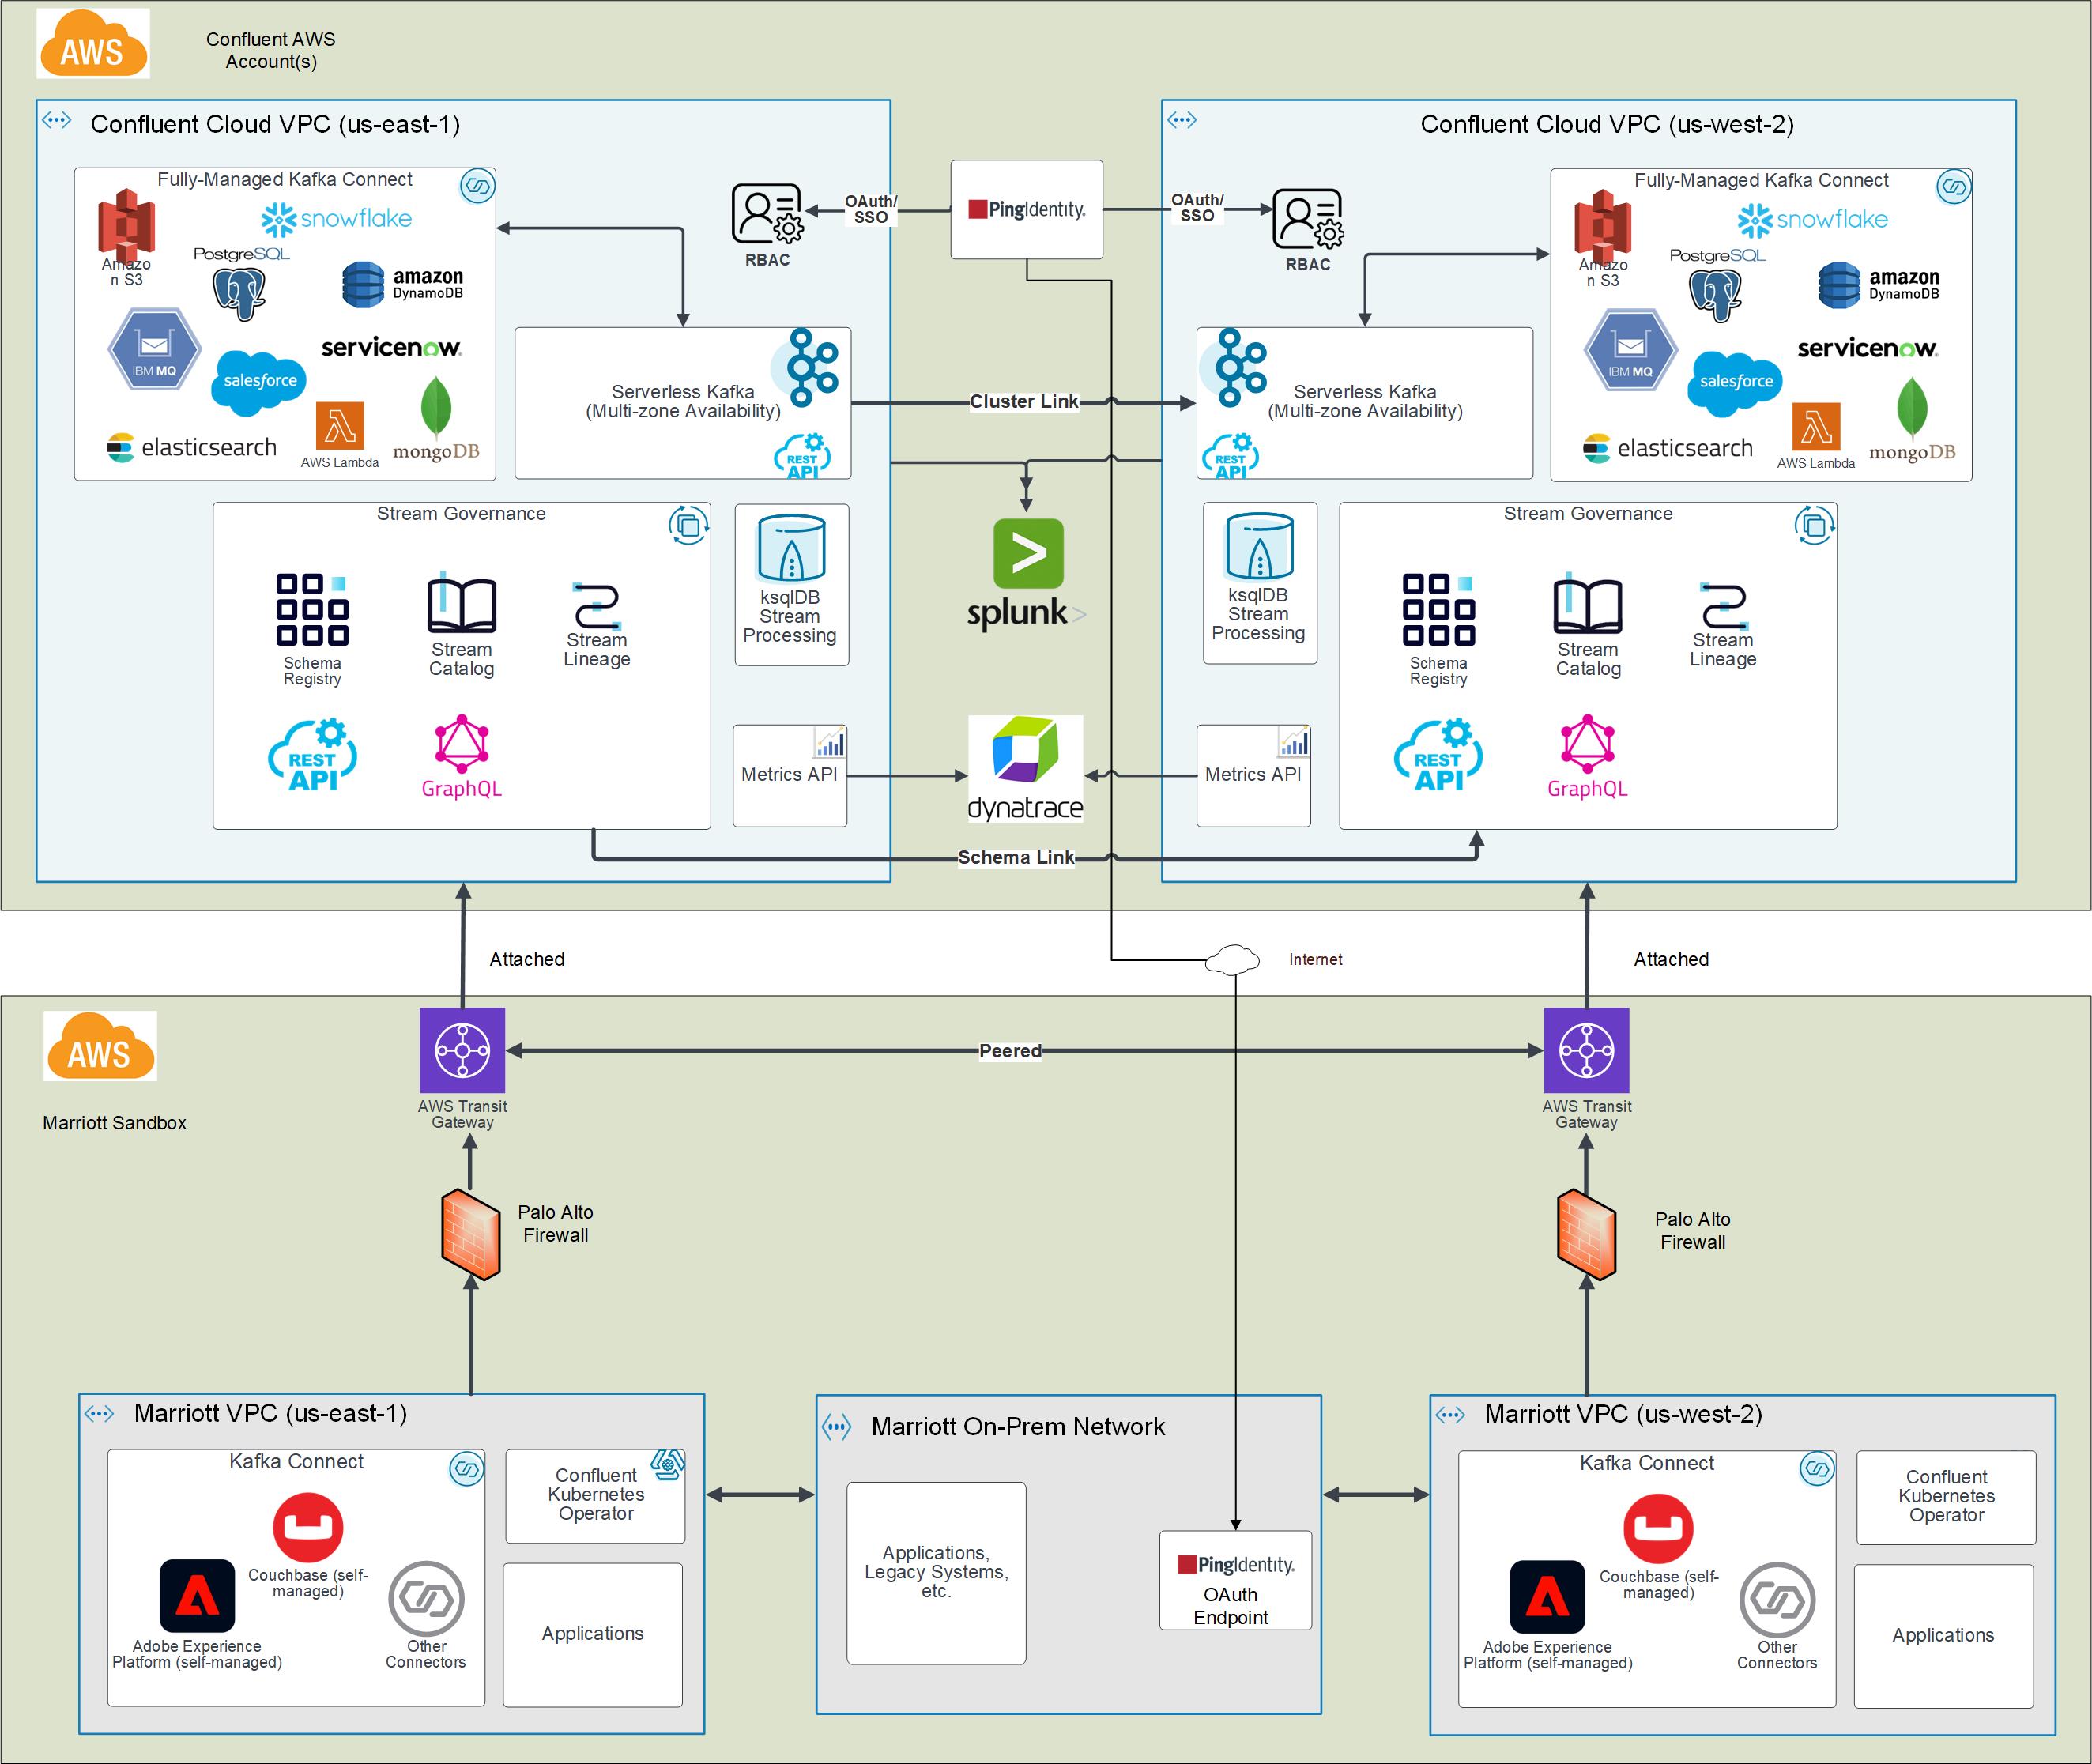 AWS
Confluent AWS
Account(s)
Confluent Cloud VPC (us-east-1)
Fully-Managed Kafka Connect
Amazo
n S3
snowflake
PostgreSQL
amazon
DynamoDB
IBM MQ
servicenow.
salesforce
elasticsearch
AWS Lambda
mongoDB
RBAC
OAuth/
SSO
PingIdentity.
OAuth/
SSO
RBAC
Serverless Kafka
(Multi-zone Availability)
REST
API
Cluster Link
Stream Governance
Schema
Registry
Stream
Catalog
Stream
Lineage
REST
API
GraphQL
ksqlDB
Stream
Processing
Metrics API
splunk>
dynatrace
Schema Link
Confluent Cloud VPC (us-west-2)
Fully-Managed Kafka Connect
Amazo
n S3
snowflake
PostgreSQL
amazon
DynamoDB
IBM MQ
servicenow.
salesforce
elasticsearch
AWS Lambda
mongoDB
Serverless Kafka
(Multi-zone Availability)
REST
API
ksqlDB
Stream
Processing
Metrics API
Stream Governance
Schema
Registry
Stream
Catalog
Stream
Lineage
REST
API
GraphQL
Attached
Internet
Attached
AWS
Marriott Sandbox
AWS Transit
Gateway
Peered
AWS Transit
Gateway
Palo Alto
Firewall
Palo Alto
Firewall
Marriott VPC (us-east-1)
Kafka Connect
Couchbase (self-
managed)
Adobe Experience
Platform (self-managed)
Other
Connectors
Confluent
Kubernetes
Operator
Applications
Marriott On-Prem Network
Applications,
Legacy Systems,
etc.
PingIdentity.
OAuth
Endpoint
Marriott VPC (us-west-2)
Kafka Connect
Couchbase (self-
managed)
Adobe Experience
Platform (self-managed)
Other
Connectors
Confluent
Kubernetes
Operator
Applications